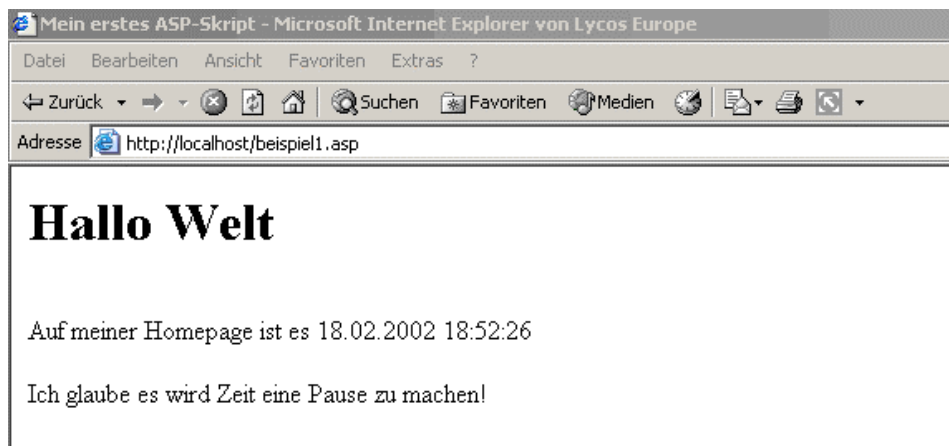 Mein erstes ASP-Skript - Microsoft Internet Explorer von Lycos Europe
Datei Bearbeiten Ansicht Favoriten Extras ?
Zurück Suchen Favoriten Medien
Adresse http://localhost/beispiel1.asp
Hallo Welt
Auf meiner Homepage ist es 18.02.2002 18:52:26
Ich glaube es wird Zeit eine Pause zu machen!